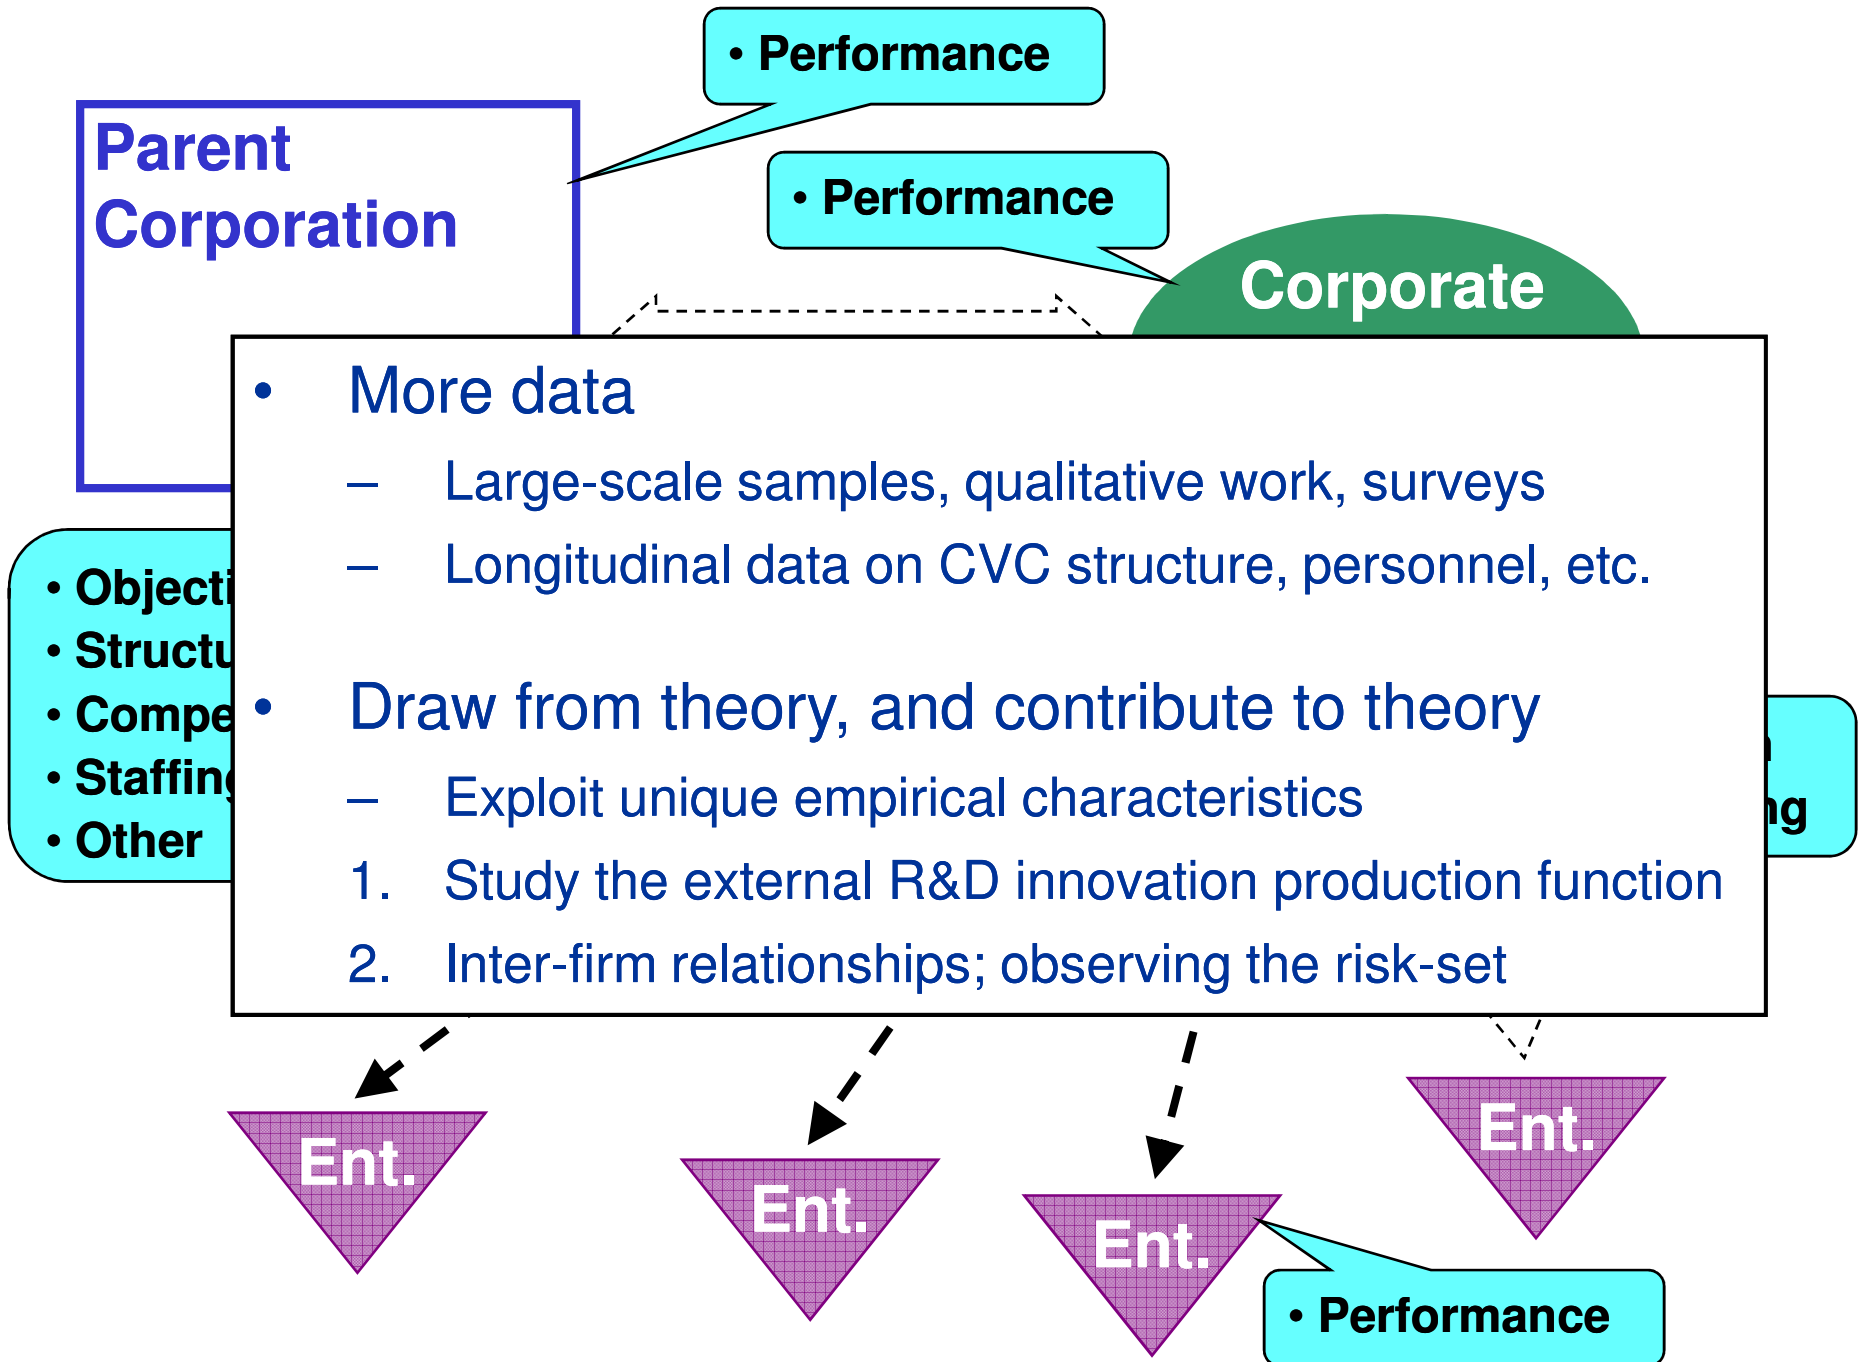 • Performance
Parent
Corporation
• Performance
Corporate
• More data
– Large-scale samples, qualitative work, surveys
– Longitudinal data on CVC structure, personnel, etc.
• Draw from theory, and contribute to theory
– Exploit unique empirical characteristics
1. Study the external R&D innovation production function
2. Inter-firm relationships; observing the risk-set
• Objecti
• Structu
• Compe
• Staffing
• Other
ng
Ent.
Ent.
Ent.
Ent.
• Performance